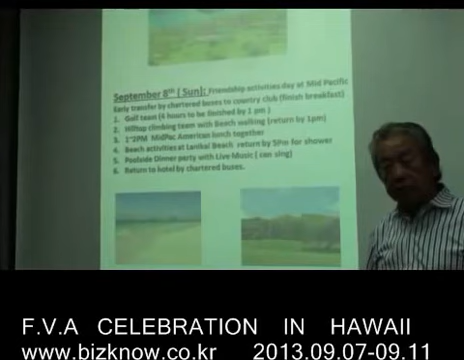 September 8th ( Sun): Friendship activities day at Mid Pacific
Early transfer by chartered buses to country club (finish breakfast)
1. Golf team (4 hours to be finished by 1 pm )
2. Hilltop climbing team with Beach walking (return by 1pm)
3. 1~2PM MidPac American lunch together
4. Beach activities at Lanikai Beach return by 5Pm for shower
5. Poolside Dinner party with Live Music ( can sing)
6. Return to hotel by chartered buses.
F.V.A CELEBRATION IN HAWAII
www.bizknow.co.kr 2013.09.07-09.11